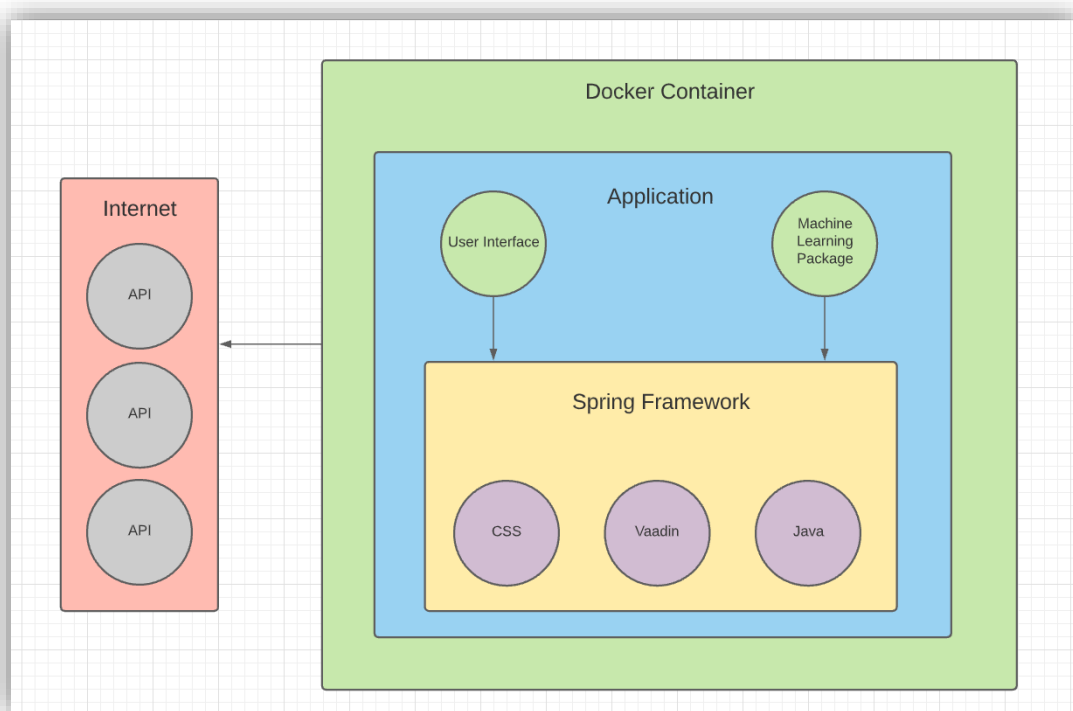 Docker Container
Internet
API
API
API
Application
User Interface
Machine
Learning
Package
Spring Framework
CSS
Vaadin
Java